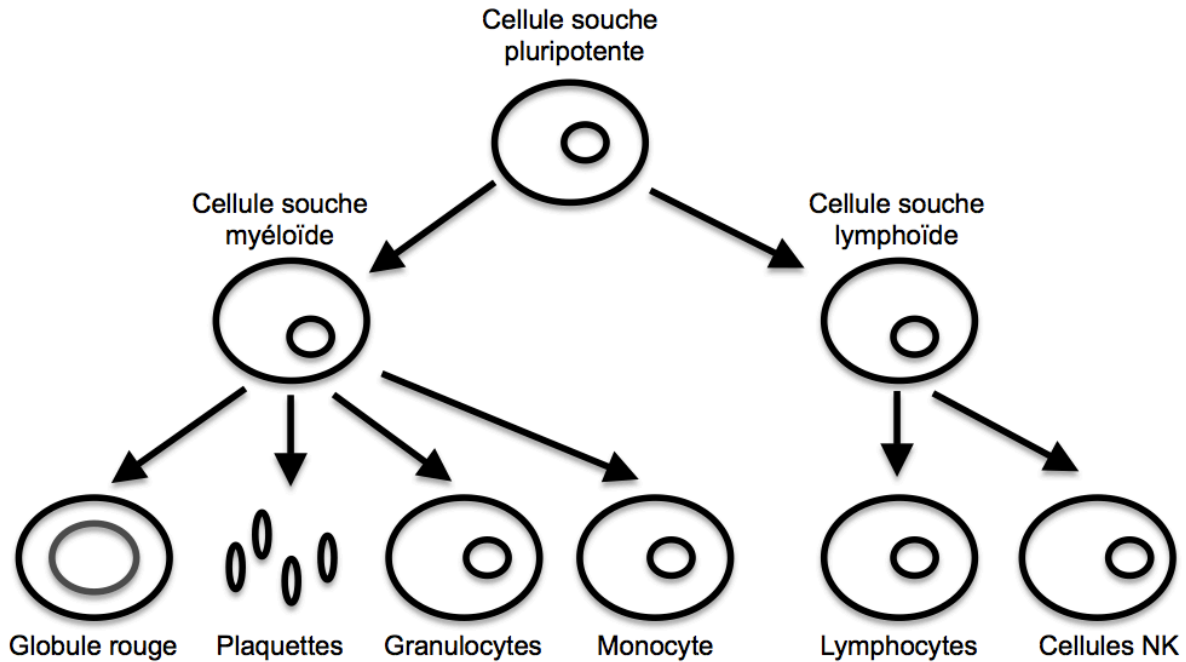 Cellule souche
pluripotente
Cellule souche
myéloïde
Cellule souche
lymphoïde
Globule rouge
Plaquettes
Granulocytes
Monocyte
Lymphocytes
Cellules NK